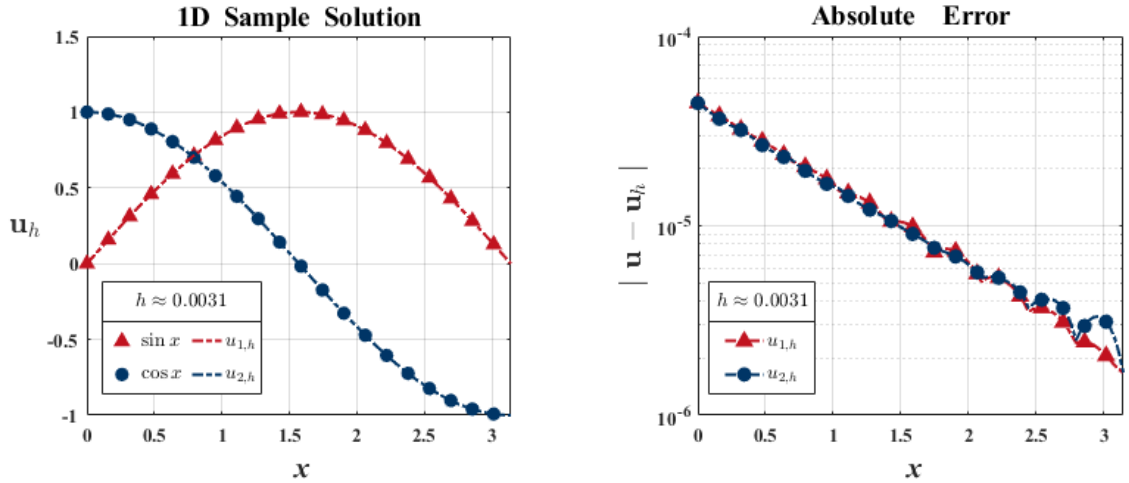 1D Sample Solution
1.5
1
0.5
0
-0.5
-1
u_h
h ≈ 0.0031
sin x u_{1,h}
cos x u_{2,h}
0 0.5 1 1.5 2 2.5 3
x
Absolute Error
10^{-4}
10^{-5}
10^{-6}
| u − u_h |
h ≈ 0.0031
u_{1,h}
u_{2,h}
0 0.5 1 1.5 2 2.5 3
x